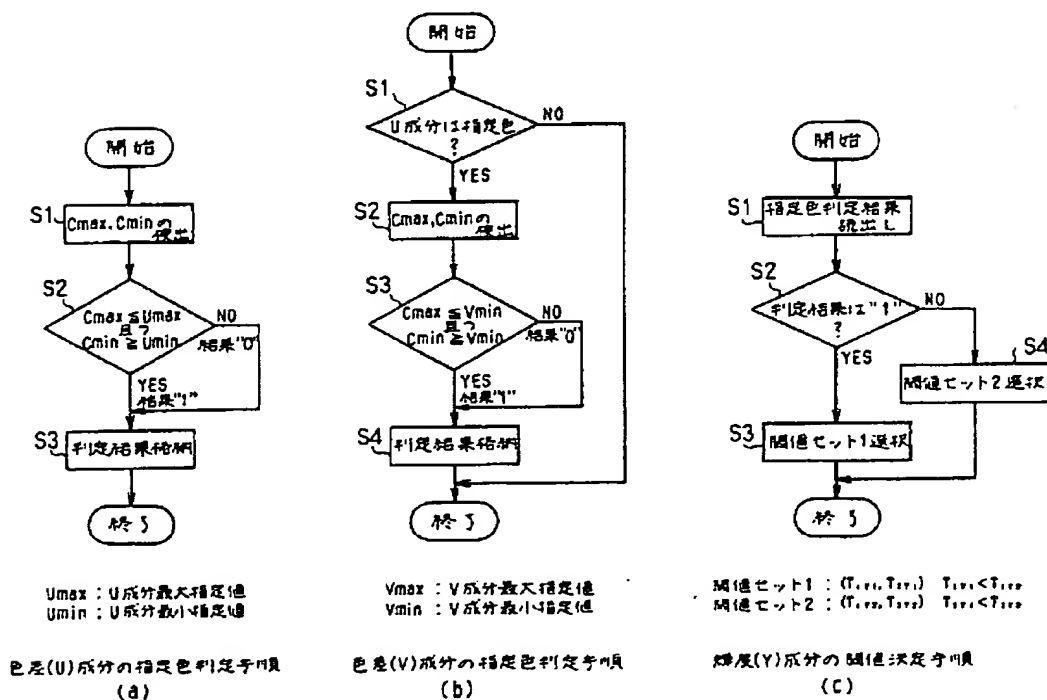 開始
S1
Cmax,Cminの
検出
S2
Cmax≦Umax
且つ
Cmin≧Umin
NO
結果"0"
YES
結果"1"
S3
判定結果格納
終了
Umax：U成分最大指定値
Umin：U成分最小指定値
色差(U)成分の指定色判定手順
(a)
開始
S1
U成分は指定色
?
NO
YES
S2
Cmax,Cminの
検出
S3
Cmax≦Vmin
且つ
Cmin≧Vmin
NO
結果"0"
YES
結果"1"
S4
判定結果格納
終了
Vmax：V成分最大指定値
Vmin：V成分最小指定値
色差(V)成分の指定色判定手順
(b)
開始
S1
指定色判定結果
読出し
S2
判定結果は"1"
?
NO
YES
S4
閾値セット2選択
S3
閾値セット1選択
終了
閾値セット1：
閾値セット2：
輝度(Y)成分の閾値決定手順
(c)